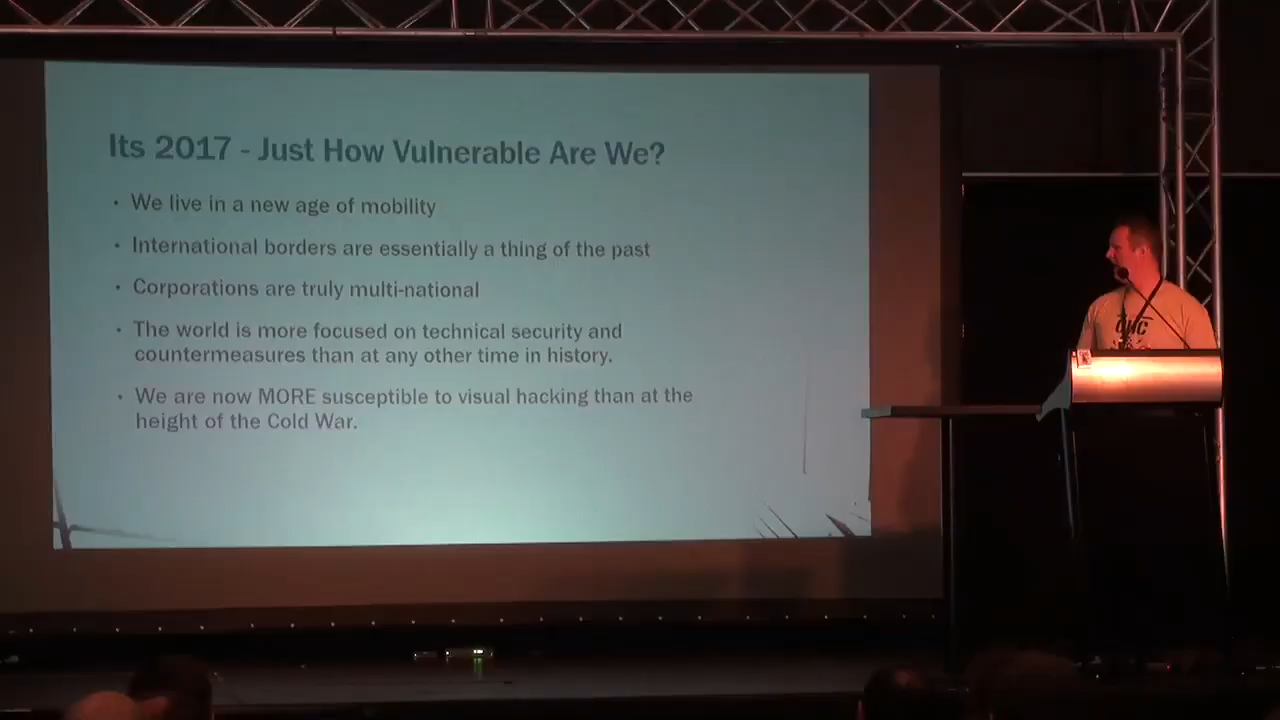 Its 2017 - Just How Vulnerable Are We?
• We live in a new age of mobility
• International borders are essentially a thing of the past
• Corporations are truly multi-national
• The world is more focused on technical security and
countermeasures than at any other time in history.
• We are now MORE susceptible to visual hacking than at the
height of the Cold War.